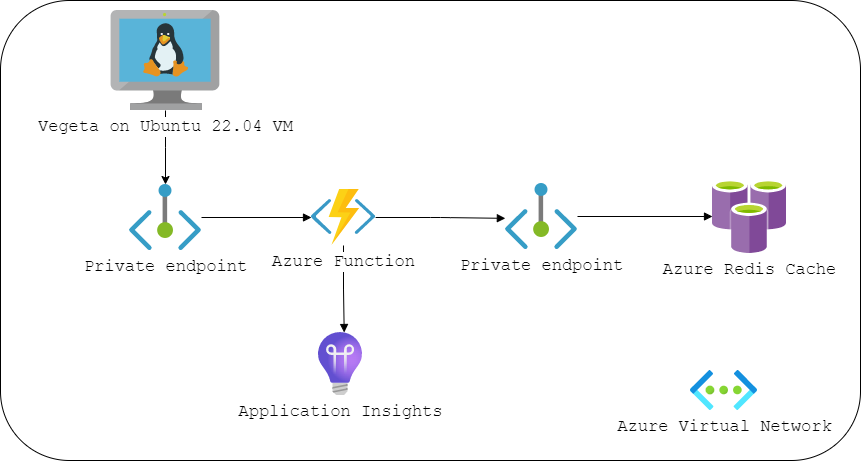 Vegeta on Ubuntu 22.04 VM
Private endpoint
Azure Function
Private endpoint
Azure Redis Cache
Application Insights
Azure Virtual Network